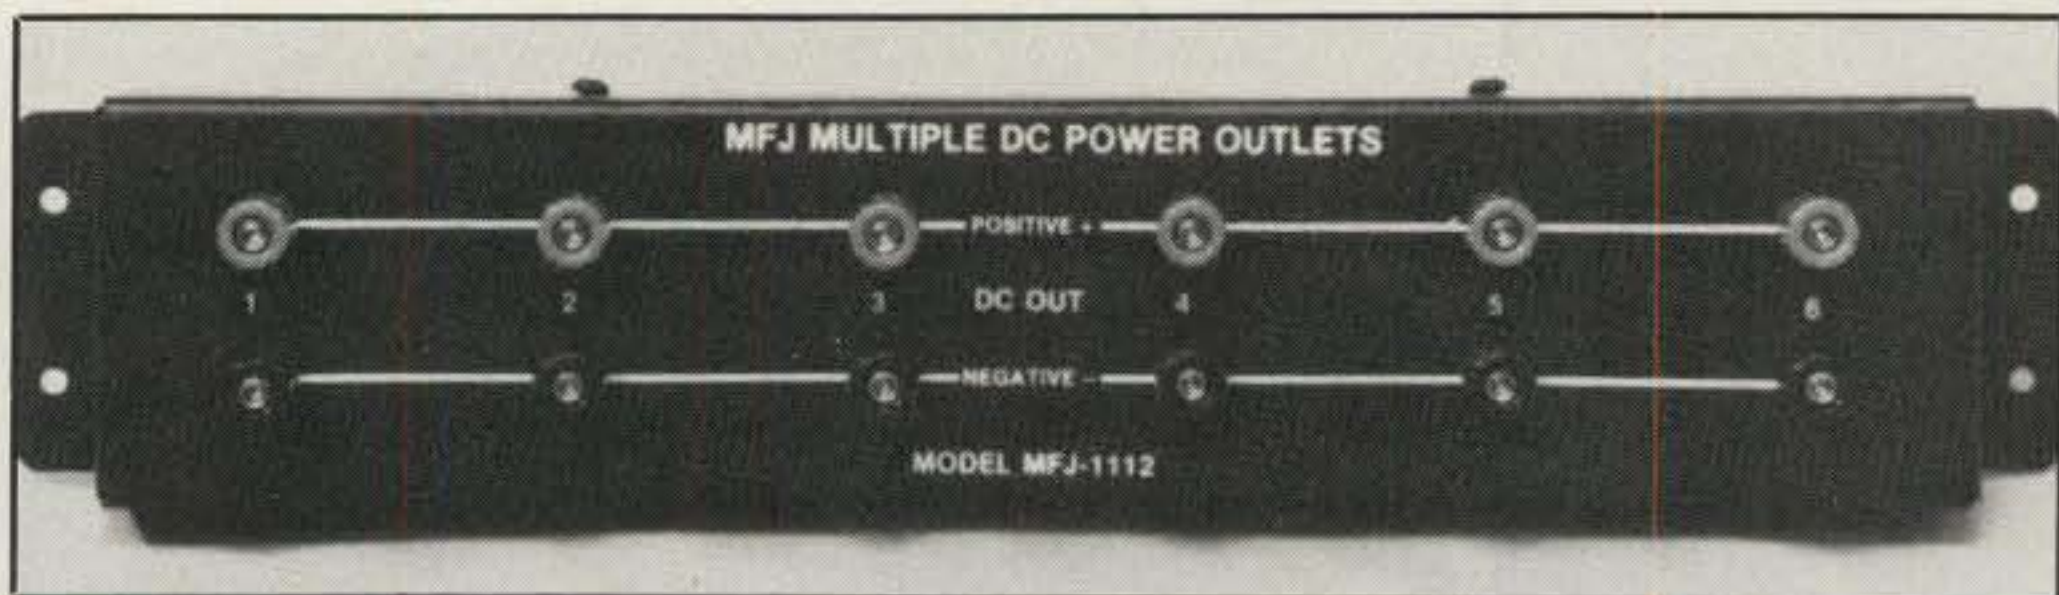 MFJ MULTIPLE DC POWER OUTLETS
POSITIVE +
1 2 3 DC OUT 4 5 6
NEGATIVE –
MODEL MFJ-1112